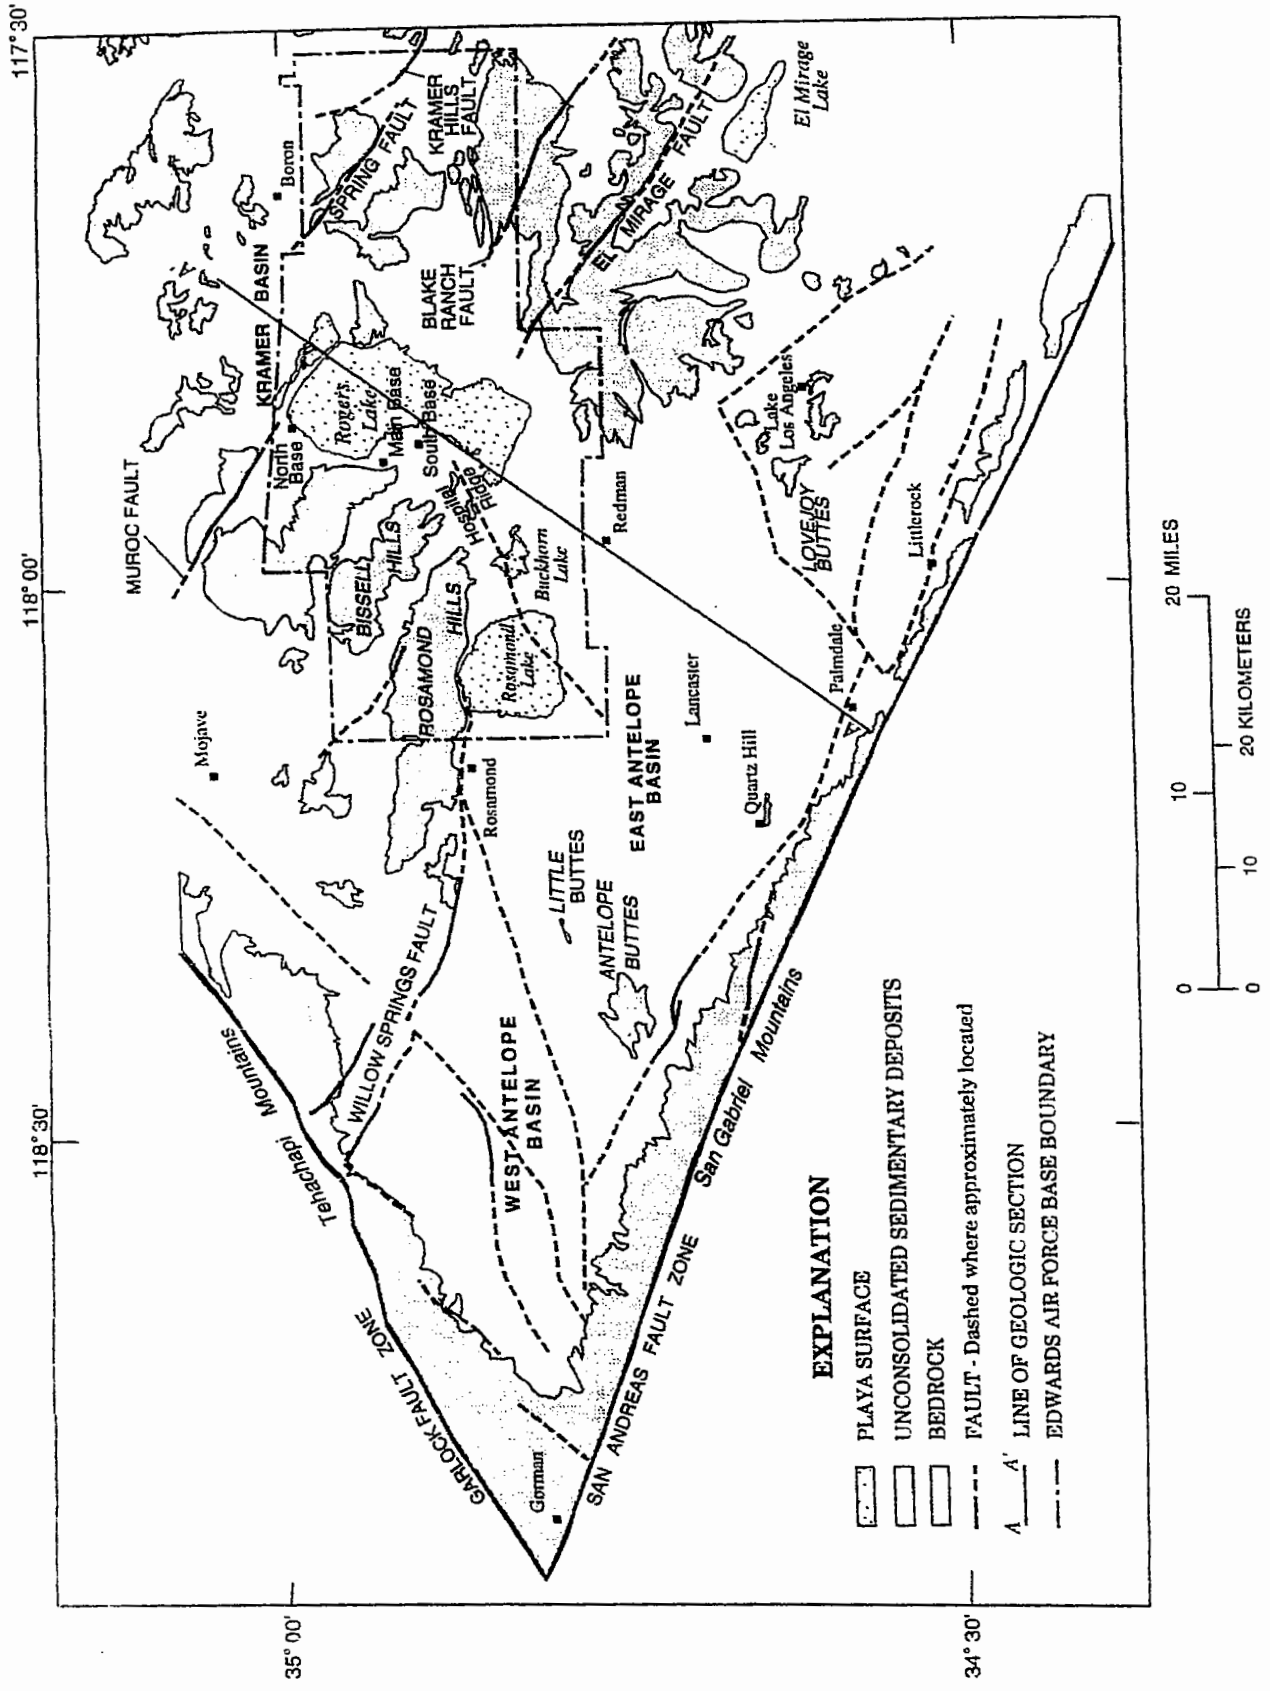 118° 30'
118° 00'
117° 30'
35° 00'
34° 30'
Tehachapi
Mountains
GARLOCK FAULT ZONE
Gorman
SAN ANDREAS FAULT ZONE
San Gabriel Mountains
WILLOW SPRINGS FAULT
WEST ANTELOPE
BASIN
Mojave
MUROC FAULT
KRAMER BASIN
Boron
SPRING FAULT
KRAMER
HILLS
FAULT
BLAKE
RANCH
FAULT
EL MIRAGE FAULT
MIRAGE
El Mirage
Lake
North
Base
Rogers
Lake
Main Base
South Base
Hospital
Ridge
BISSELL
HILLS
ROSAMOND
HILLS
Rosamond
Lake
Buckhorn
Lake
Rosamond
Redman
LITTLE
BUTTES
ANTELOPE
BUTTES
EAST ANTELOPE
BASIN
Lancaster
Quartz Hill
Palmdale
Littlerock
LOVEJOY
BUTTES
Lake
Los Angeles
A
A'
EXPLANATION
PLAYA SURFACE
UNCONSOLIDATED SEDIMENTARY DEPOSITS
BEDROCK
FAULT - Dashed where approximately located
A A' LINE OF GEOLOGIC SECTION
EDWARDS AIR FORCE BASE BOUNDARY
0 10 20 MILES
0 10 20 KILOMETERS